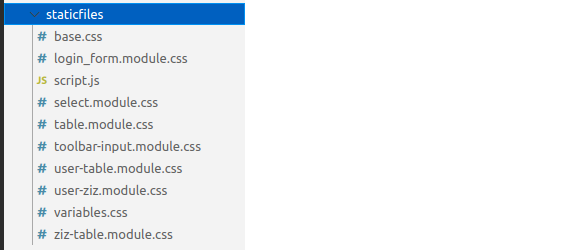 staticfiles
# base.css
# login_form.module.css
JS script.js
# select.module.css
# table.module.css
# toolbar-input.module.css
# user-table.module.css
# user-ziz.module.css
# variables.css
# ziz-table.module.css